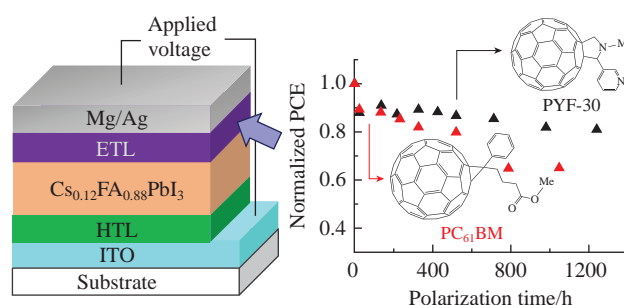 Applied
voltage
Mg/Ag
ETL
Cs0.12FA0.88PbI3
HTL
ITO
Substrate
Normalized PCE
1.0
0.8
0.6
0.4
0
400
800
1200
Polarization time/h
N
M
N
PYF-30
O
O
Me
PC61BM